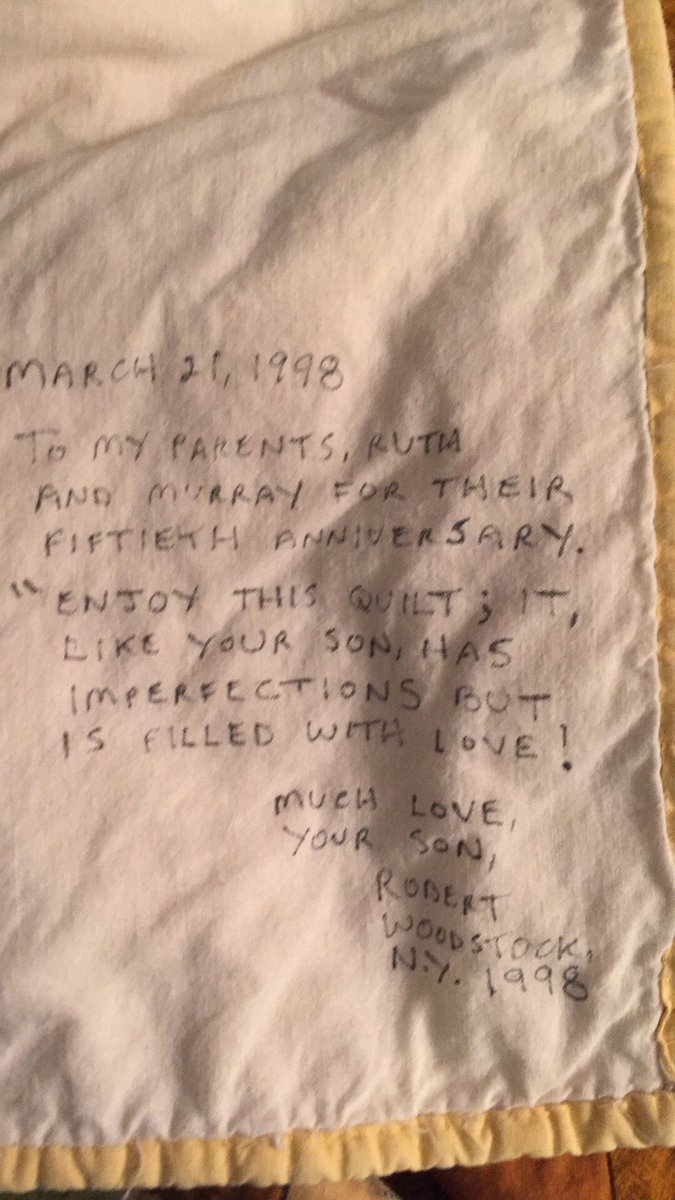 MARCH 21, 1998
TO MY PARENTS, RUTH
AND MURRAY FOR THEIR
FIFTIETH ANNIVERSARY.
"ENJOY THIS QUILT; IT,
LIKE YOUR SON, HAS
IMPERFECTIONS BUT
IS FILLED WITH LOVE!
MUCH LOVE,
YOUR SON,
ROBERT
WOODSTOCK,
N.Y. 1998